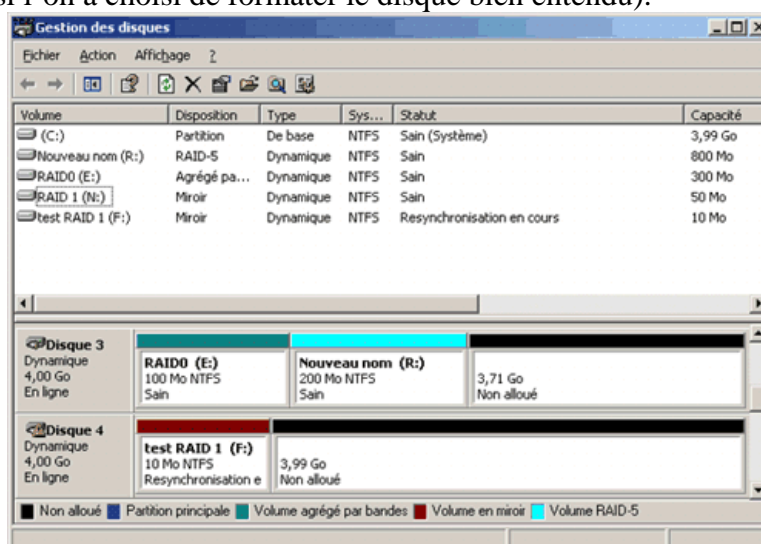 si l'on a choisi de formater le disque bien entendu).
Gestion des disques
Fichier Action Affichage ?
Volume Disposition Type Sys... Statut Capacité
(C:) Partition De base NTFS Sain (Système) 3,99 Go
Nouveau nom (R:) RAID-5 Dynamique NTFS Sain 800 Mo
RAID0 (E:) Agrégé pa... Dynamique NTFS Sain 300 Mo
RAID 1 (N:) Miroir Dynamique NTFS Sain 50 Mo
test RAID 1 (F:) Miroir Dynamique NTFS Resynchronisation en cours 10 Mo
Disque 3
Dynamique
4,00 Go
En ligne
RAID0 (E:)
100 Mo NTFS
Sain
Nouveau nom (R:)
200 Mo NTFS
Sain
3,71 Go
Non alloué
Disque 4
Dynamique
4,00 Go
En ligne
test RAID 1 (F:)
10 Mo NTFS
Resynchronisation e
3,99 Go
Non alloué
Non alloué Partition principale Volume agrégé par bandes Volume en miroir Volume RAID-5